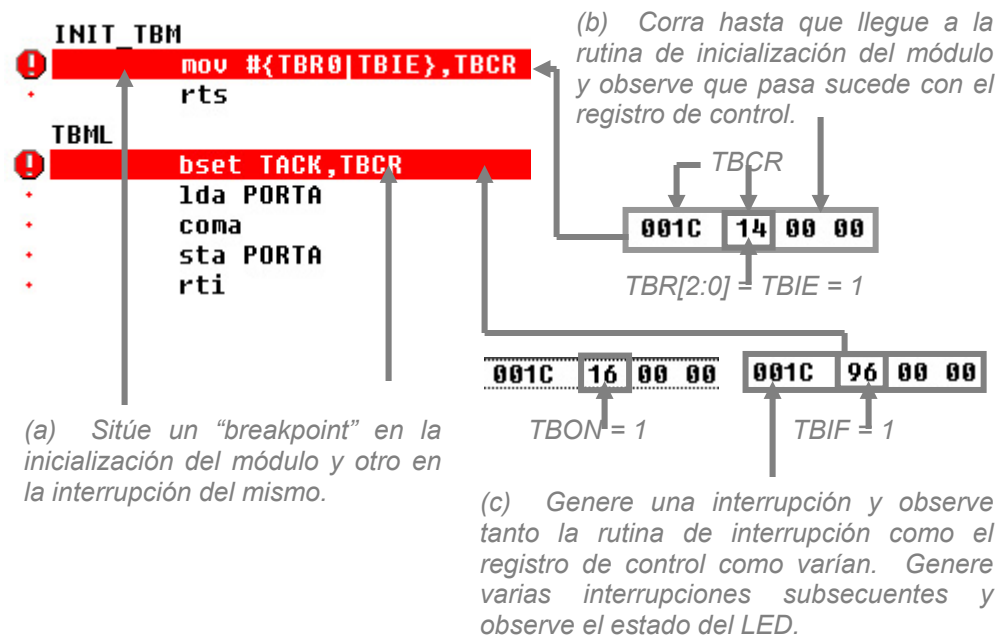 INIT_TBM
mov #{TBR0|TBIE},TBCR
rts
TBML
bset TACK,TBCR
lda PORTA
coma
sta PORTA
rti
(b) Corra hasta que llegue a la
rutina de inicialización del módulo
y observe que pasa sucede con el
registro de control.
TBCR
001C 14 00 00
TBR[2:0] = TBIE = 1
001C 16 00 00
001C 96 00 00
TBON = 1
TBIF = 1
(a) Sitúe un “breakpoint” en la
inicialización del módulo y otro en
la interrupción del mismo.
(c) Genere una interrupción y observe
tanto la rutina de interrupción como el
registro de control como varían. Genere
varias interrupciones subsecuentes y
observe el estado del LED.